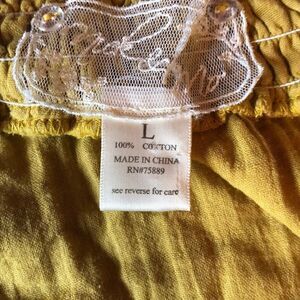 L
100% COTTON
MADE IN CHINA
RN#75889
see reverse for care